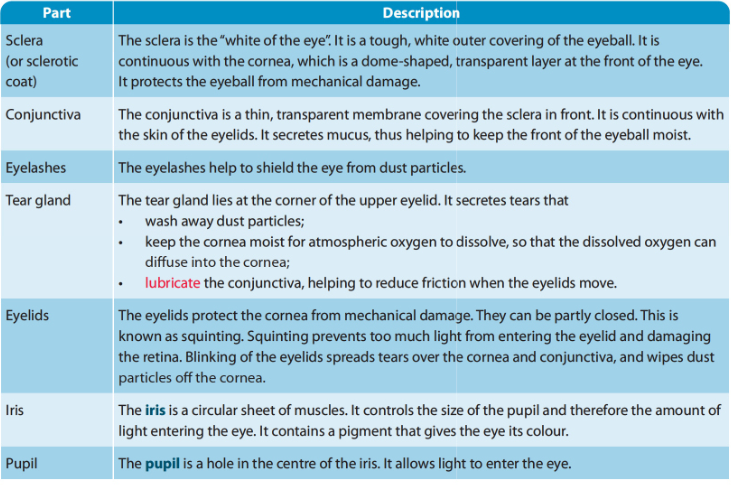 Part Description
Sclera
(or sclerotic
coat)
The sclera is the “white of the eye”. It is a tough, white outer covering of the eyeball. It is
continuous with the cornea, which is a dome-shaped, transparent layer at the front of the eye.
It protects the eyeball from mechanical damage.
Conjunctiva
The conjunctiva is a thin, transparent membrane covering the sclera in front. It is continuous with
the skin of the eyelids. It secretes mucus, thus helping to keep the front of the eyeball moist.
Eyelashes
The eyelashes help to shield the eye from dust particles.
Tear gland
The tear gland lies at the corner of the upper eyelid. It secretes tears that
• wash away dust particles;
• keep the cornea moist for atmospheric oxygen to dissolve, so that the dissolved oxygen can
diffuse into the cornea;
• lubricate the conjunctiva, helping to reduce friction when the eyelids move.
Eyelids
The eyelids protect the cornea from mechanical damage. They can be partly closed. This is
known as squinting. Squinting prevents too much light from entering the eyelid and damaging
the retina. Blinking of the eyelids spreads tears over the cornea and conjunctiva, and wipes dust
particles off the cornea.
Iris
The iris is a circular sheet of muscles. It controls the size of the pupil and therefore the amount of
light entering the eye. It contains a pigment that gives the eye its colour.
Pupil
The pupil is a hole in the centre of the iris. It allows light to enter the eye.